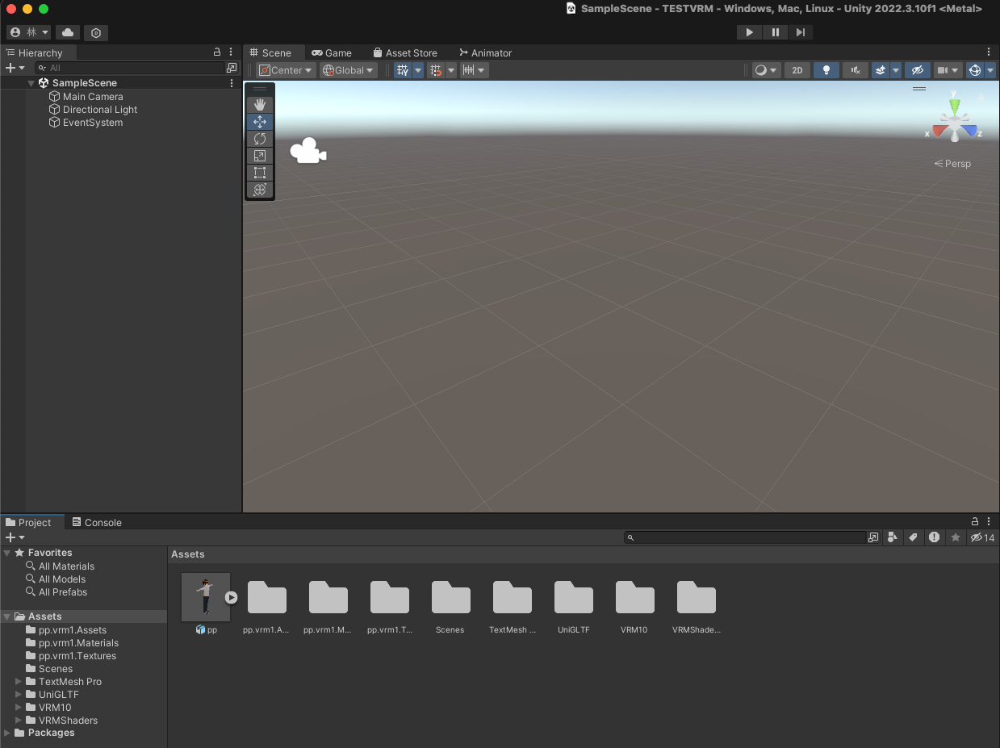 SampleScene - TESTVRM - Windows, Mac, Linux - Unity 2022.3.10f1 <Metal>
林
Hierarchy
All
SampleScene
Main Camera
Directional Light
EventSystem
Scene
Game
Asset Store
Animator
Center
Global
2D
y
x
z
Persp
Project
Console
14
Favorites
All Materials
All Models
All Prefabs
Assets
pp.vrm1.Assets
pp.vrm1.Materials
pp.vrm1.Textures
Scenes
TextMesh Pro
UniGLTF
VRM10
VRMShaders
Packages
Assets
pp
pp.vrm1.A...
pp.vrm1.M...
pp.vrm1.T...
Scenes
TextMesh ...
UniGLTF
VRM10
VRMShade...